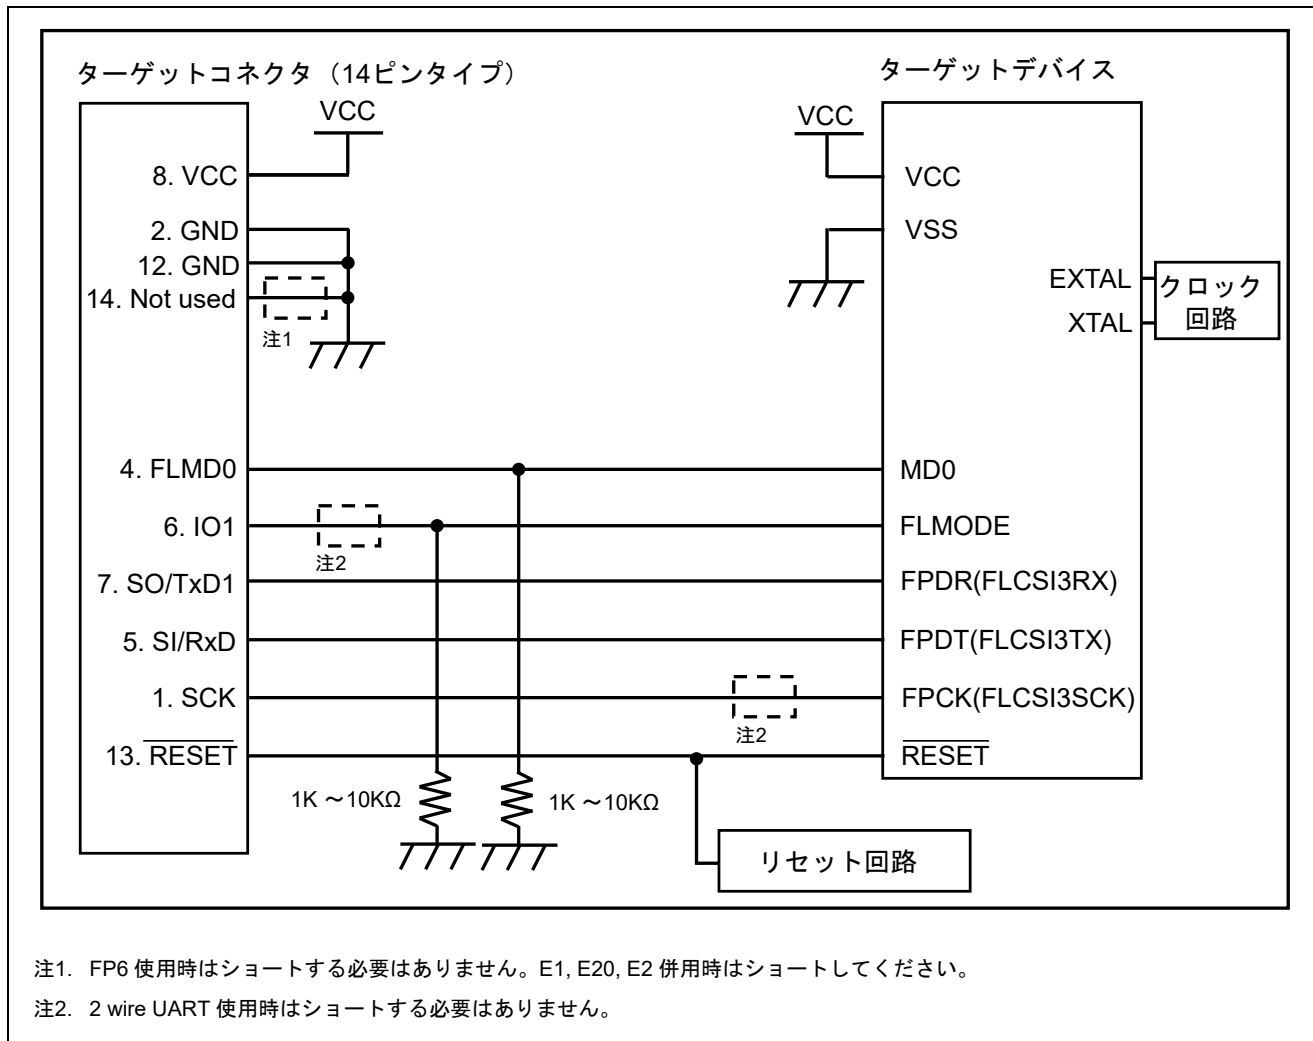 ターゲットコネクタ（14ピンタイプ）
ターゲットデバイス
VCC
VCC
8. VCC
VCC
2. GND
VSS
12. GND
14. Not used
注1
EXTAL
XTAL
クロック
回路
4. FLMD0
MD0
6. IO1
注2
FLMODE
7. SO/TxD1
FPDR(FLCSI3RX)
5. SI/RxD
FPDT(FLCSI3TX)
1. SCK
注2
FPCK(FLCSI3SCK)
13. RESET
RESET
1K ～10KΩ
1K ～10KΩ
リセット回路
注1. FP6 使用時はショートする必要はありません。E1, E20, E2 併用時はショートしてください。
注2. 2 wire UART 使用時はショートする必要はありません。